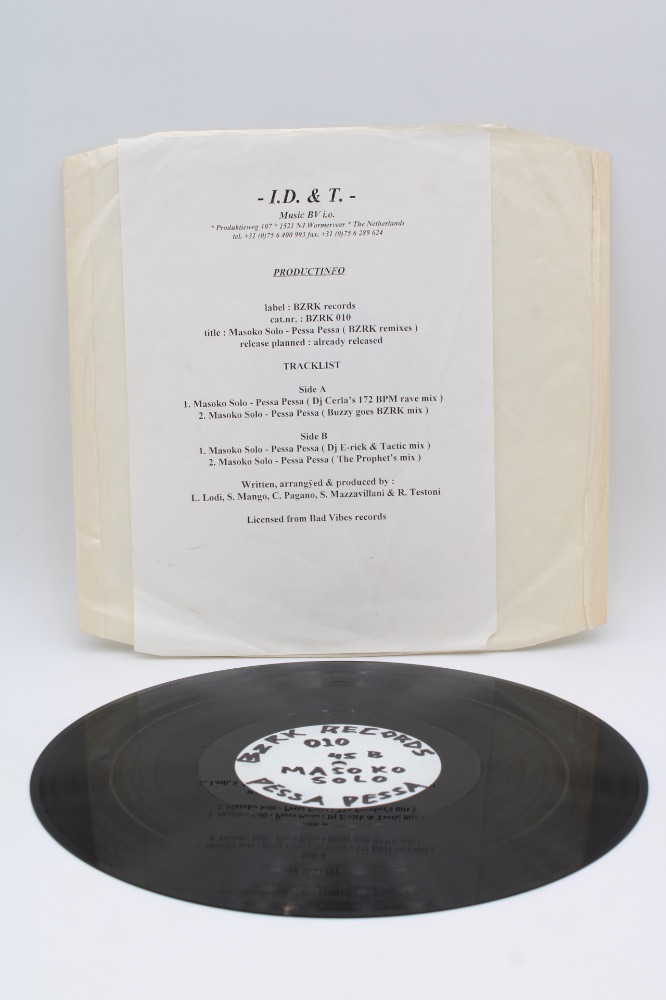 - I.D. & T. -
Music BV i.o.
* Produktieweg 107 * 1521 NJ Wormerveer * The Netherlands
tel. +31 (0)75 6 400 993 fax. +31 (0)75 6 289 624
PRODUCTINFO
label : BZRK records
cat.nr. : BZRK 010
title : Masoko Solo - Pessa Pessa ( BZRK remixes )
release planned : already released
TRACKLIST
Side A
1. Masoko Solo - Pessa Pessa ( Dj Cerla's 172 BPM rave mix )
2. Masoko Solo - Pessa Pessa ( Buzzy goes BZRK mix )
Side B
1. Masoko Solo - Pessa Pessa ( Dj E-rick & Tactic mix )
2. Masoko Solo - Pessa Pessa ( The Prophet's mix )
Written, arrangÿed & produced by :
L. Lodi, S. Mango, C. Pagano, S. Mazzavillani & R. Testoni
Licensed from Bad Vibes records
BZRK RECORDS
010
45 B
MASOKO
SOLO
PESSA PESSA